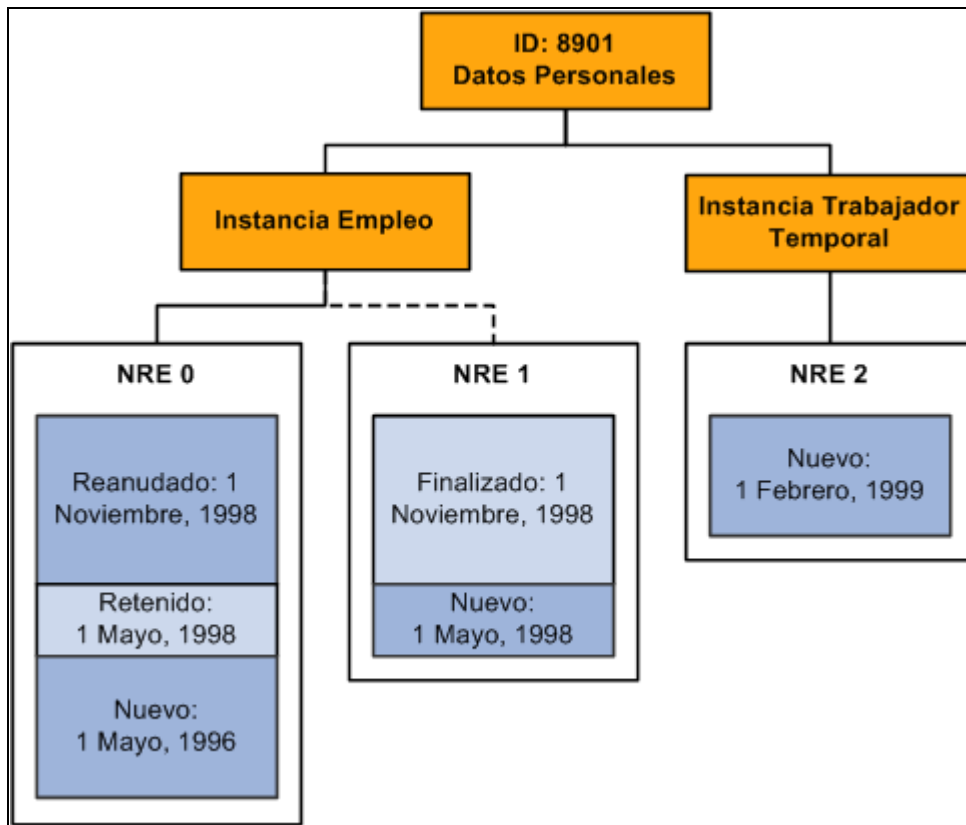 ID: 8901
Datos Personales
Instancia Empleo
Instancia Trabajador
Temporal
NRE 0
Reanudado: 1
Noviembre, 1998
Retenido:
1 Mayo, 1998
Nuevo:
1 Mayo, 1996
NRE 1
Finalizado: 1
Noviembre, 1998
Nuevo:
1 Mayo, 1998
NRE 2
Nuevo:
1 Febrero, 1999